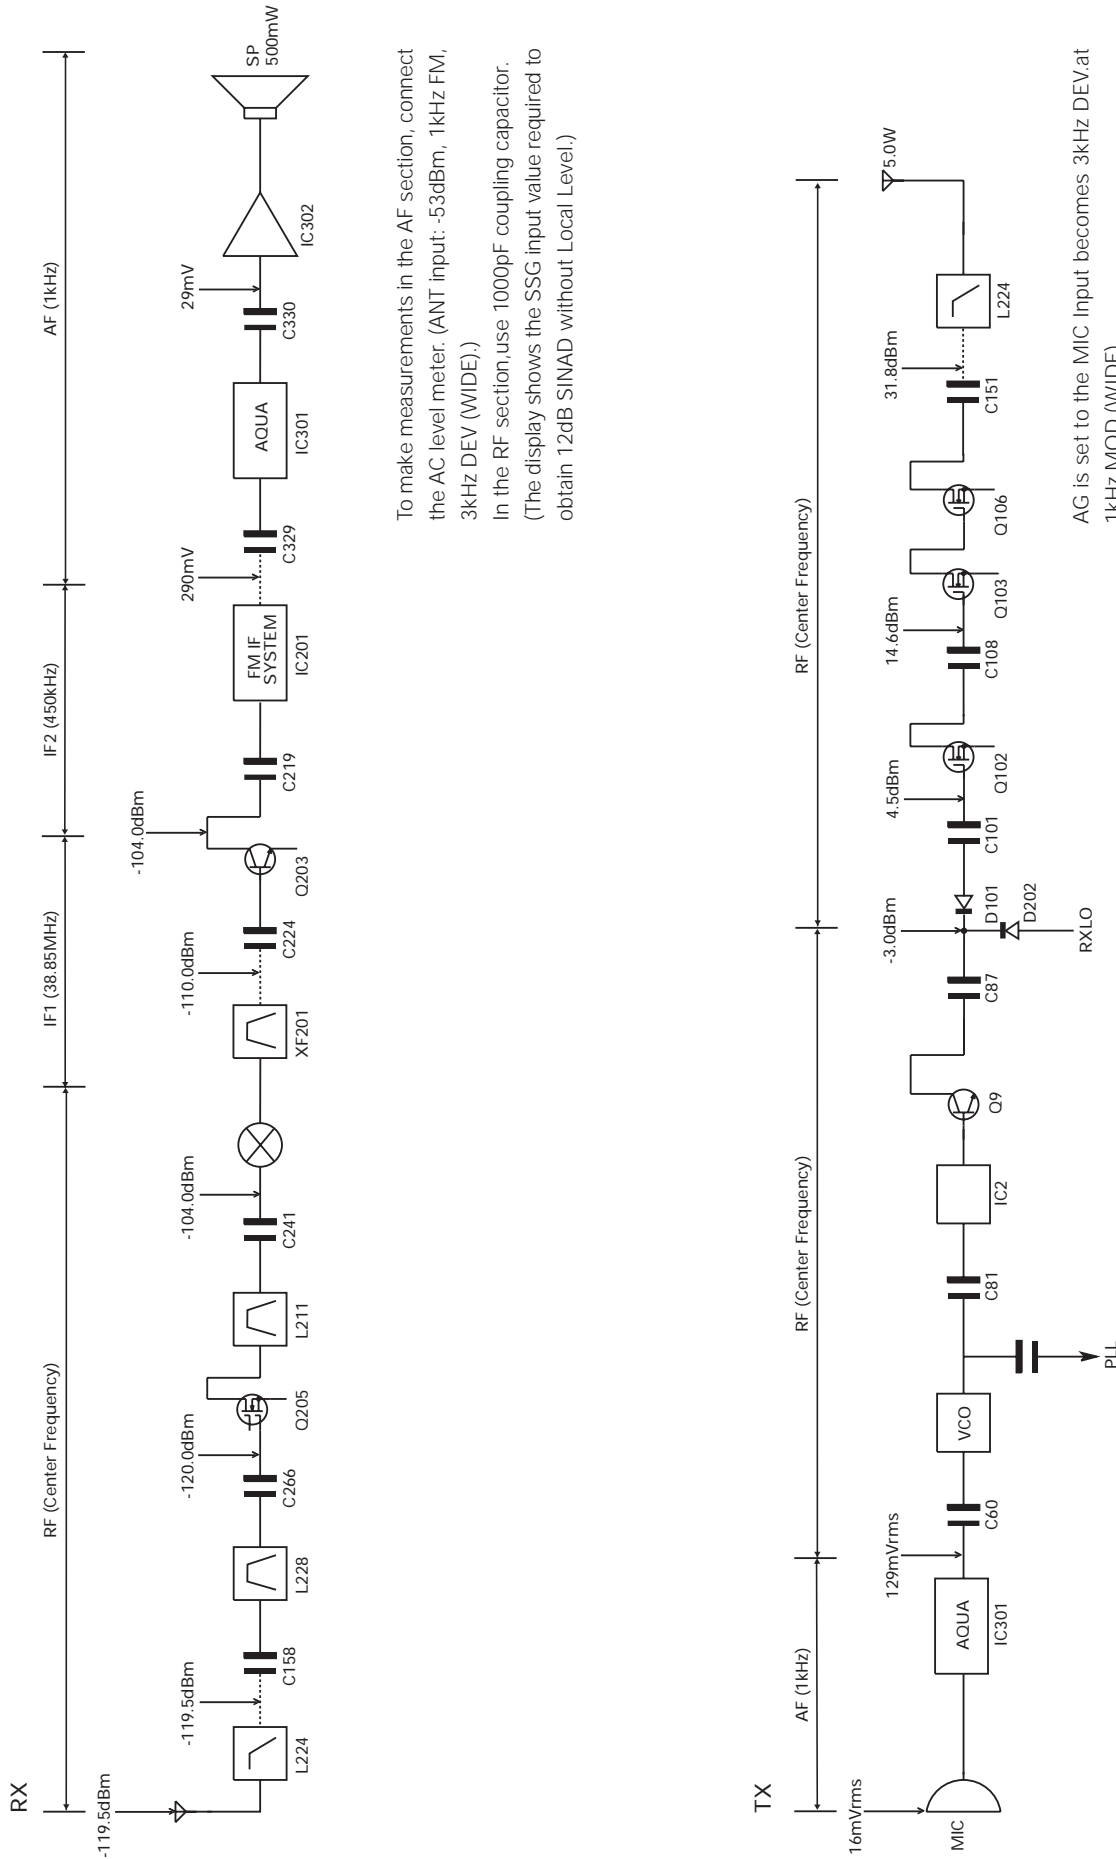 RX
RF (Center Frequency)
IF1 (38.85MHz)
IF2 (450kHz)
AF (1kHz)
-119.5dBm
-119.5dBm
-120.0dBm
-104.0dBm
-110.0dBm
-104.0dBm
290mV
29mV
SP
500mW
L224
C158
L228
C266
Q205
L211
C241
XF201
C224
Q203
C219
FM IF
SYSTEM
IC201
C329
AQUA
IC301
C330
IC302
To make measurements in the AF section, connect
the AC level meter. (ANT input: -53dBm, 1kHz FM,
3kHz DEV (WIDE).)
In the RF section,use 1000pF coupling capacitor.
(The display shows the SSG input value required to
obtain 12dB SINAD without Local Level.)
TX
AF (1kHz)
RF (Center Frequency)
RF (Center Frequency)
16mVrms
129mVrms
-3.0dBm
4.5dBm
14.6dBm
31.8dBm
5.0W
MIC
AQUA
IC301
C60
VCO
PLL
C81
IC2
Q9
C87
D101
D202
RXLO
C101
Q102
C108
Q103
Q106
C151
L224
AG is set to the MIC Input becomes 3kHz DEV.at
1kHz MOD (WIDE)